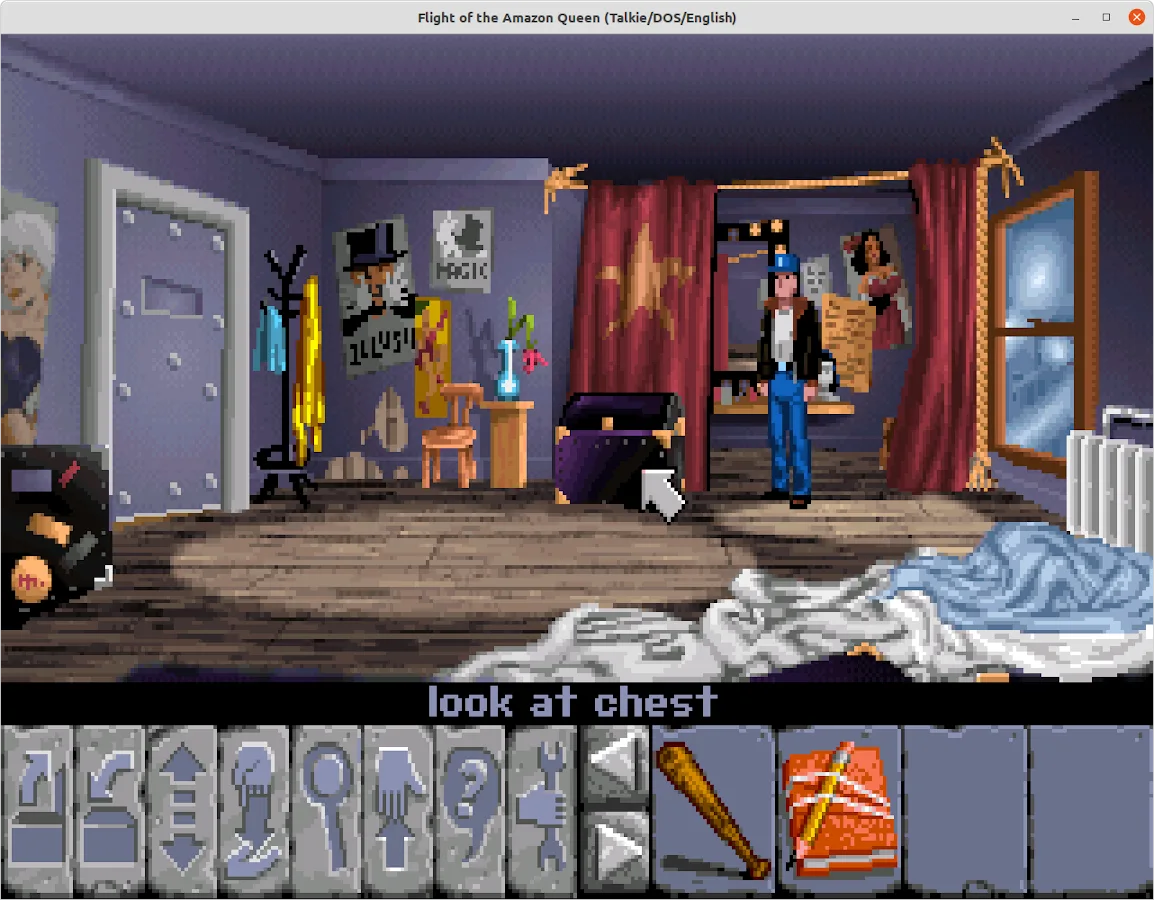 Flight of the Amazon Queen (Talkie/DOS/English)
MAGIC
ILLUSI
look at chest